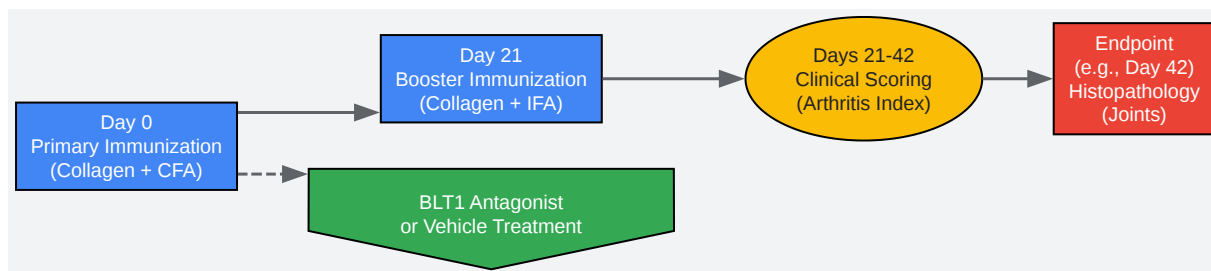 Day 0
Primary Immunization
(Collagen + CFA)
Day 21
Booster Immunization
(Collagen + IFA)
BLT1 Antagonist
or Vehicle Treatment
Days 21-42
Clinical Scoring
(Arthritis Index)
Endpoint
(e.g., Day 42)
Histopathology
(Joints)